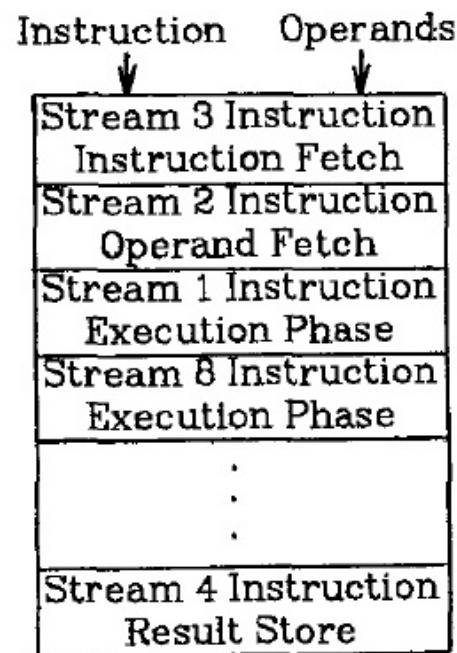 Instruction Operands
Stream 3 Instruction
Instruction Fetch
Stream 2 Instruction
Operand Fetch
Stream 1 Instruction
Execution Phase
Stream 8 Instruction
Execution Phase
.
.
.
Stream 4 Instruction
Result Store